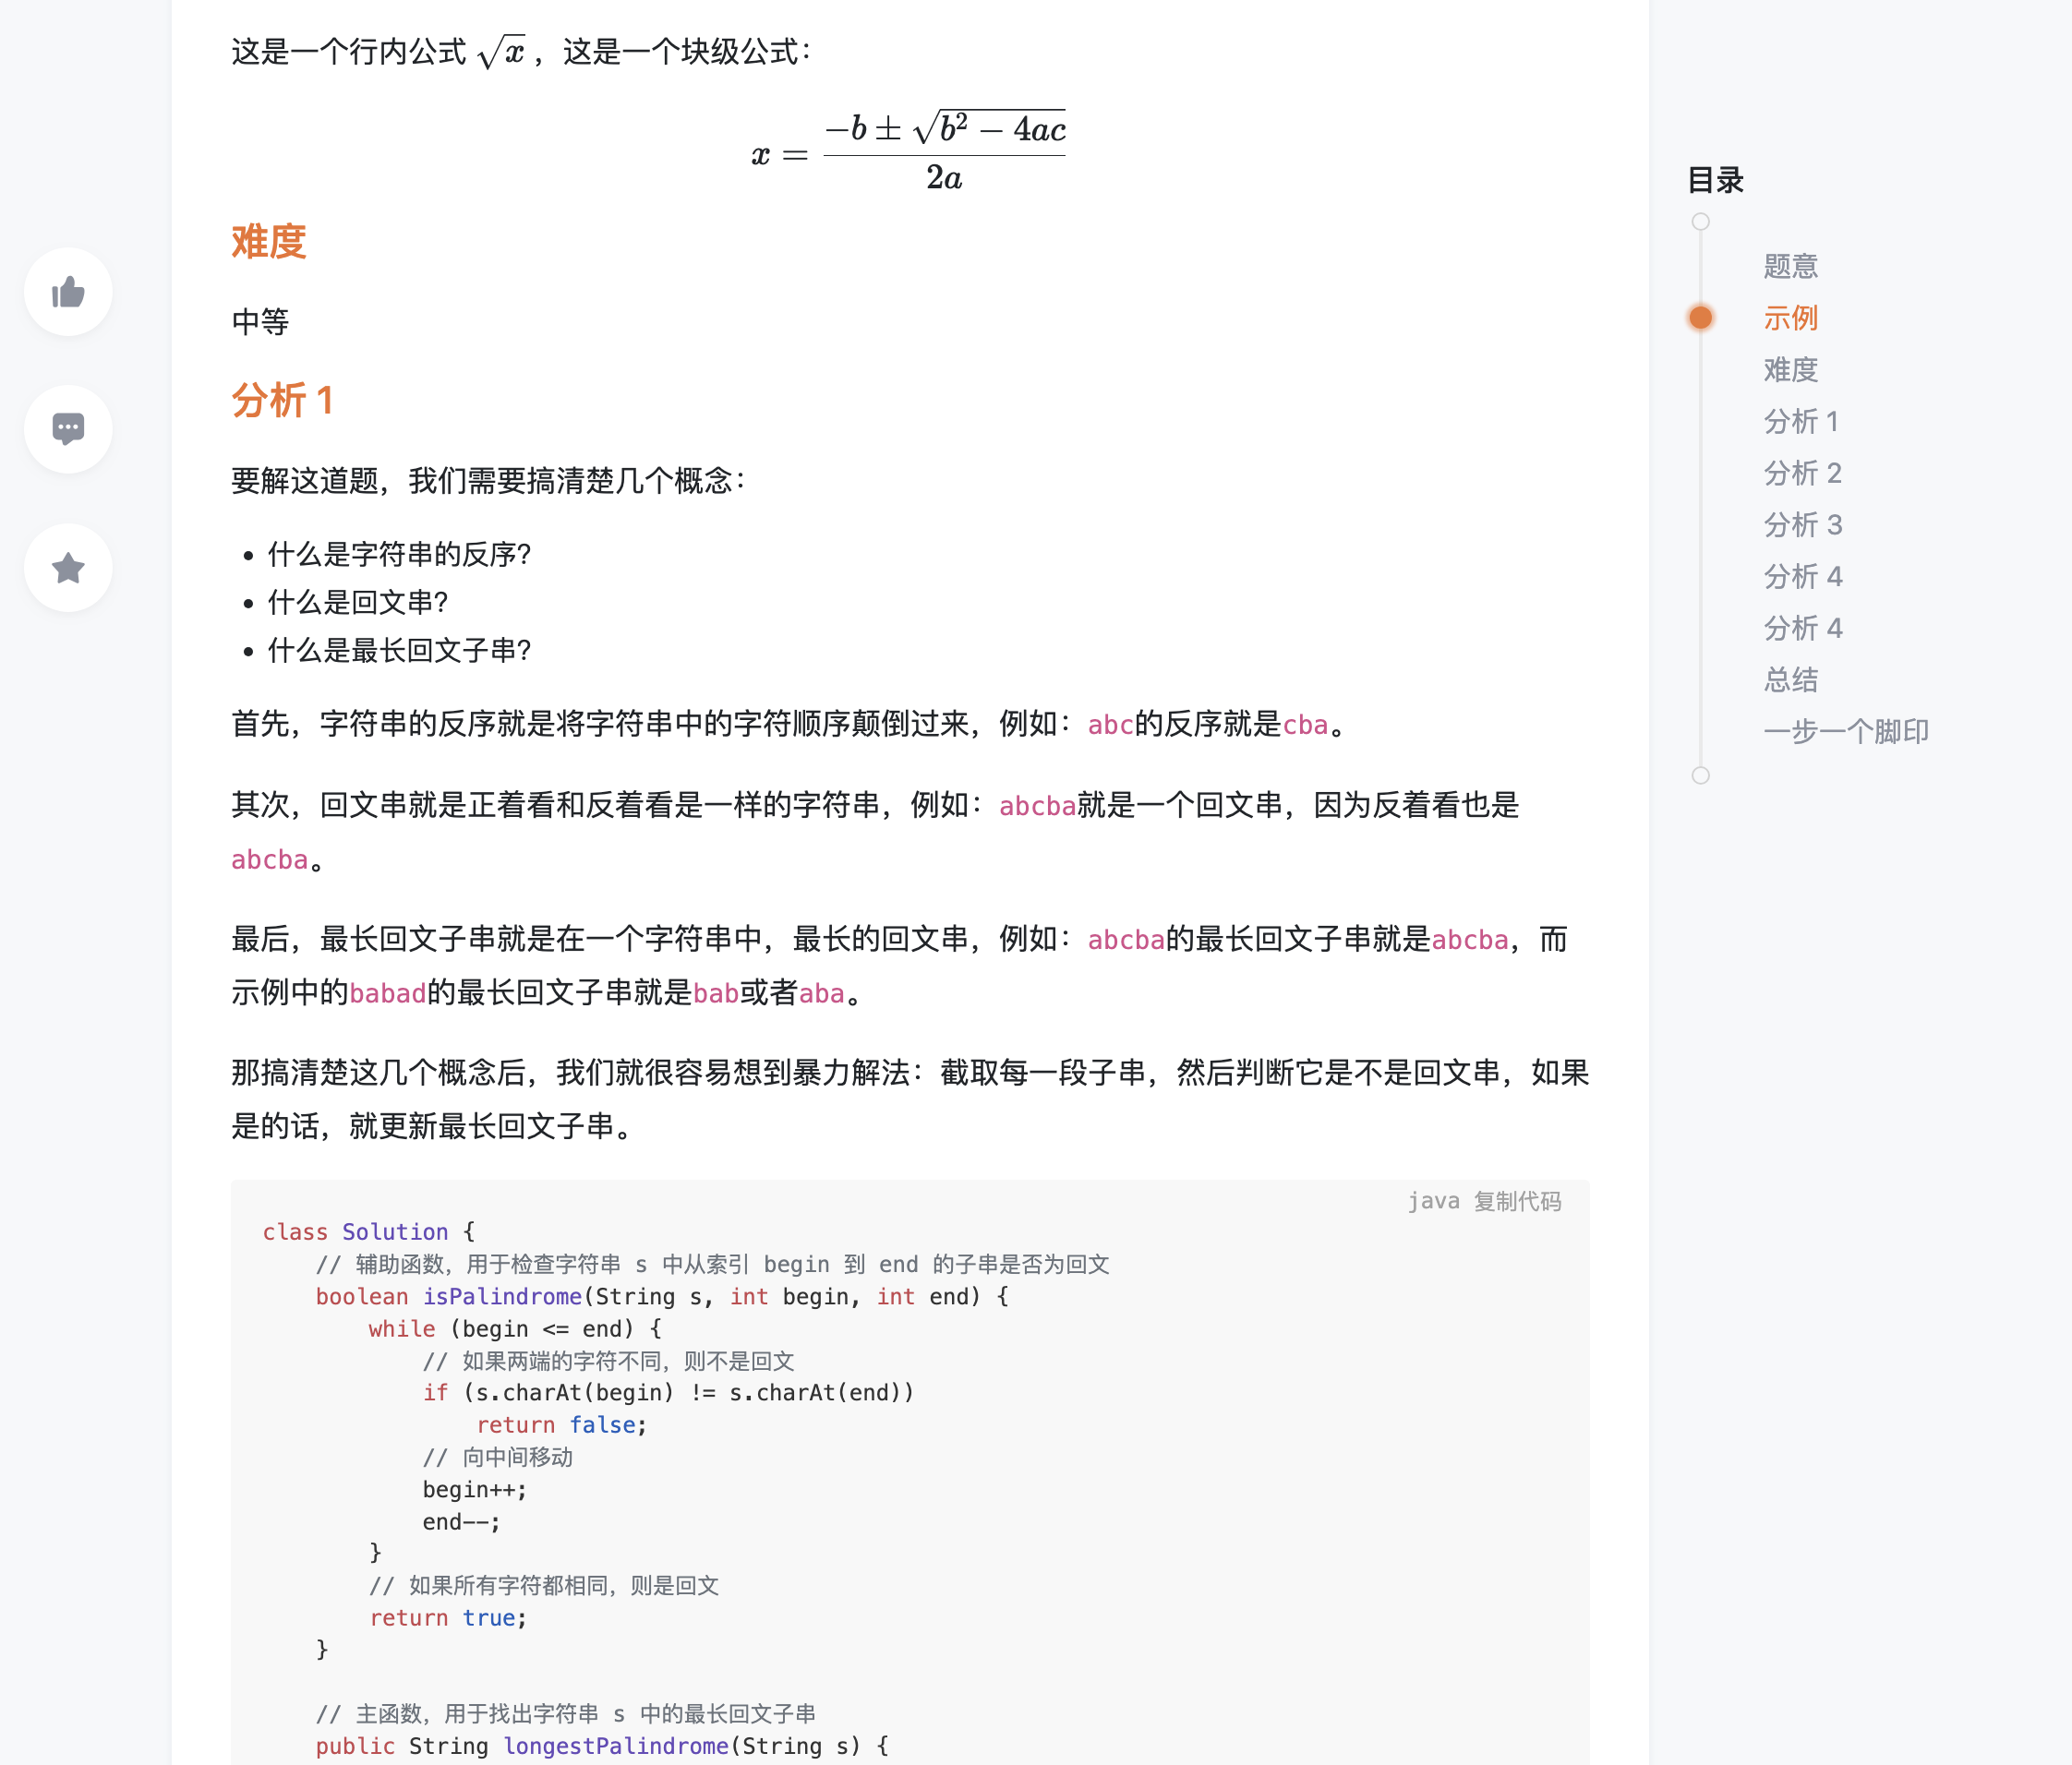 这是一个行内公式 √x ，这是一个块级公式：
x = (−b ± √(b² − 4ac)) / 2a
难度
中等
分析 1
要解这道题，我们需要搞清楚几个概念：
• 什么是字符串的反序？
• 什么是回文串？
• 什么是最长回文子串？
首先，字符串的反序就是将字符串中的字符顺序颠倒过来，例如：abc的反序就是cba。
其次，回文串就是正着看和反着看是一样的字符串，例如：abcba就是一个回文串，因为反着看也是
abcba。
最后，最长回文子串就是在一个字符串中，最长的回文串，例如：abcba的最长回文子串就是abcba，而
示例中的babad的最长回文子串就是bab或者aba。
那搞清楚这几个概念后，我们就很容易想到暴力解法：截取每一段子串，然后判断它是不是回文串，如果
是的话，就更新最长回文子串。
java 复制代码
class Solution {
    // 辅助函数，用于检查字符串 s 中从索引 begin 到 end 的子串是否为回文
    boolean isPalindrome(String s, int begin, int end) {
        while (begin <= end) {
            // 如果两端的字符不同，则不是回文
            if (s.charAt(begin) != s.charAt(end))
                return false;
            // 向中间移动
            begin++;
            end--;
        }
        // 如果所有字符都相同，则是回文
        return true;
    }
    // 主函数，用于找出字符串 s 中的最长回文子串
    public String longestPalindrome(String s) {
目录
题意
示例
难度
分析 1
分析 2
分析 3
分析 4
分析 4
总结
一步一个脚印